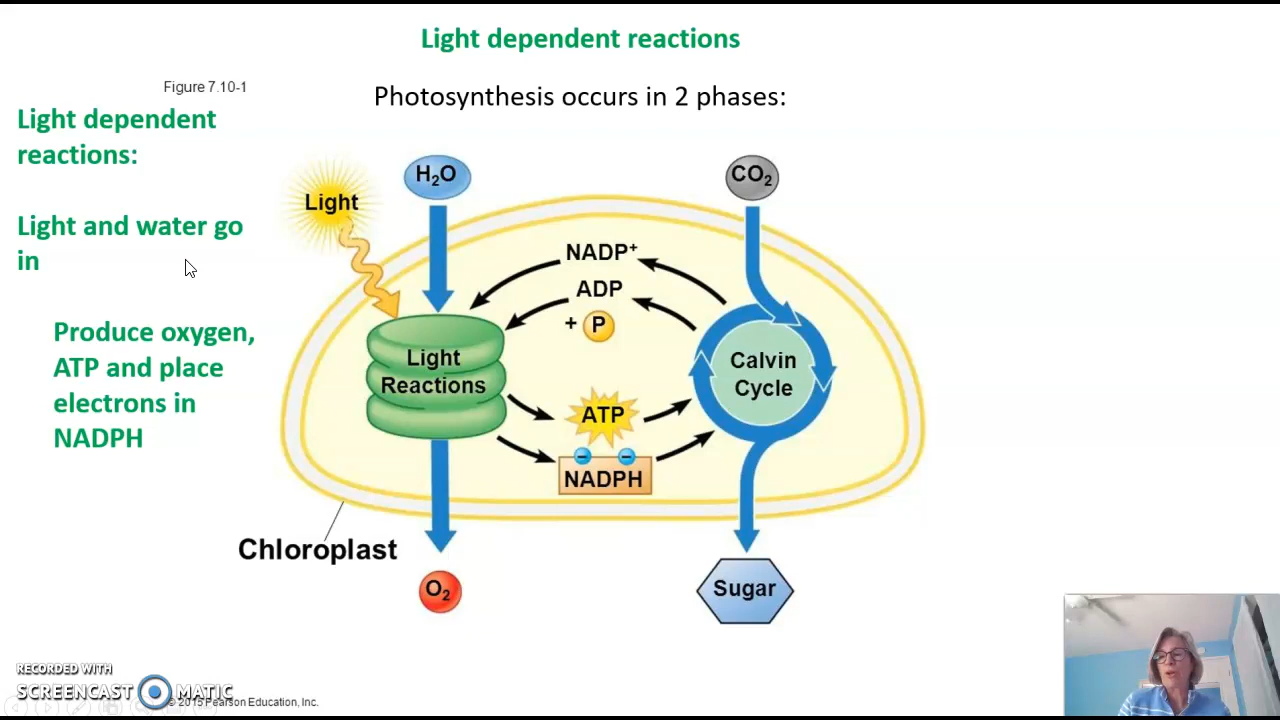 Light dependent reactions
Figure 7.10-1
Photosynthesis occurs in 2 phases:
Light dependent
reactions:
Light and water go
in
Produce oxygen,
ATP and place
electrons in
NADPH
Light
H₂O
CO₂
NADP⁺
ADP
+ P
Light
Reactions
Calvin
Cycle
ATP
− −
NADPH
Chloroplast
O₂
Sugar
RECORDED WITH
SCREENCAST MATIC
© 2015 Pearson Education, Inc.